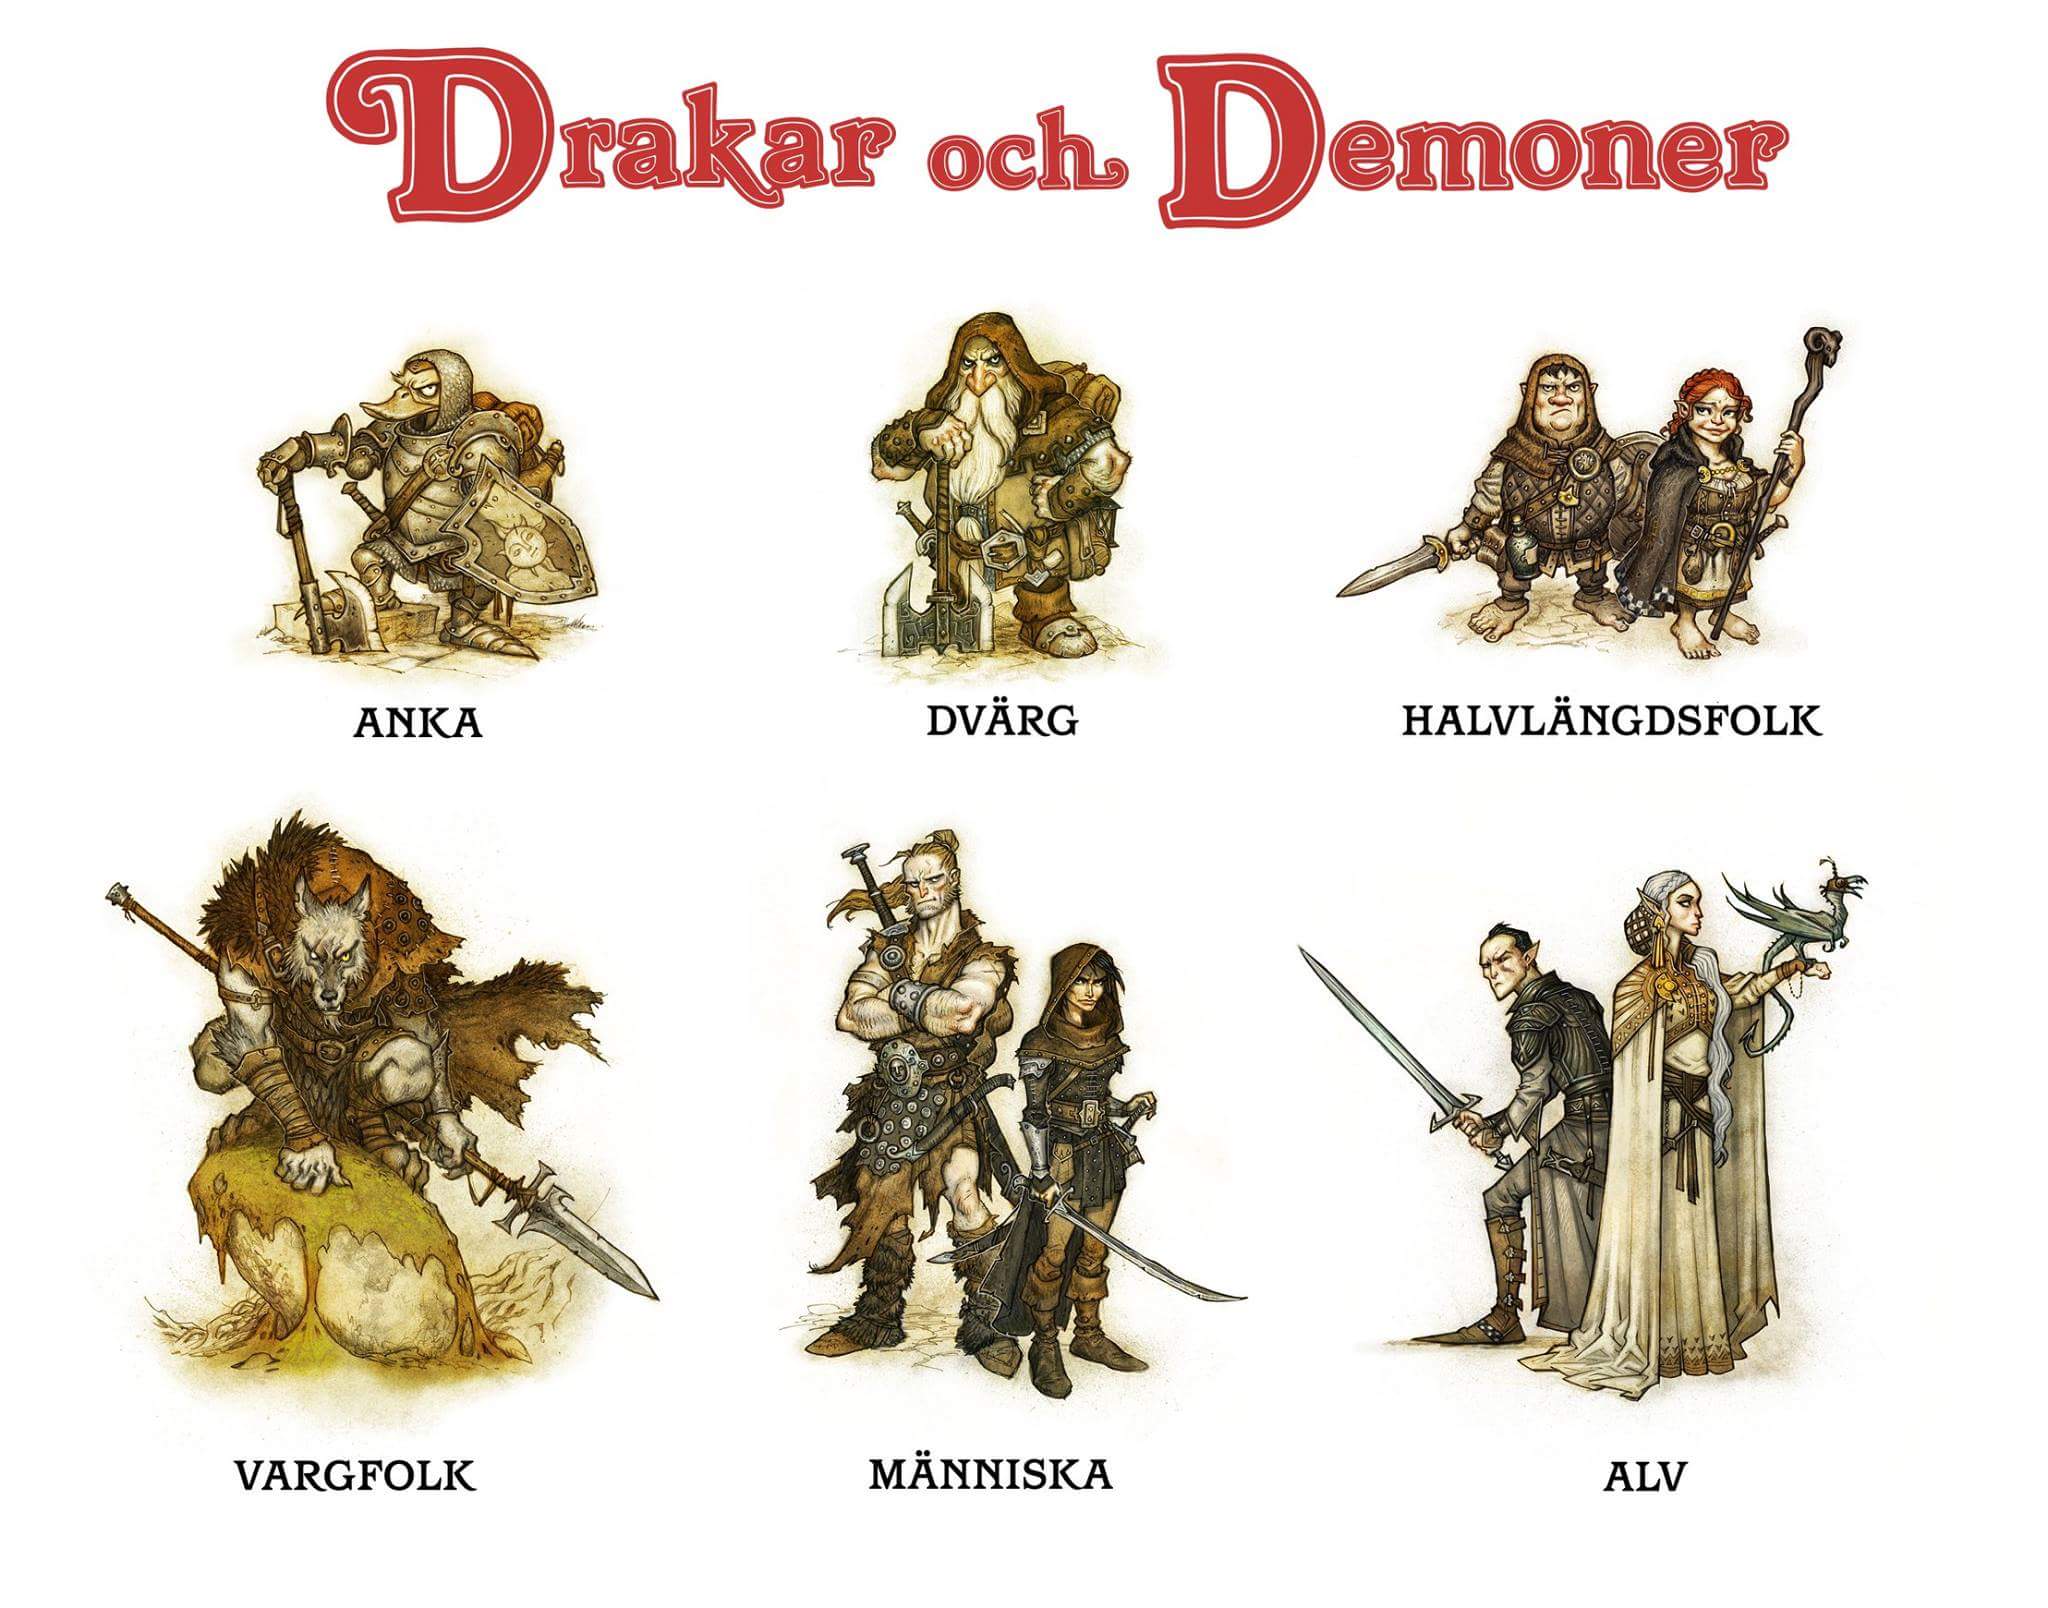 Drakar och Demoner
ANKA
DVÄRG
HALVLÄNGDSFOLK
VARGFOLK
MÄNNISKA
ALV